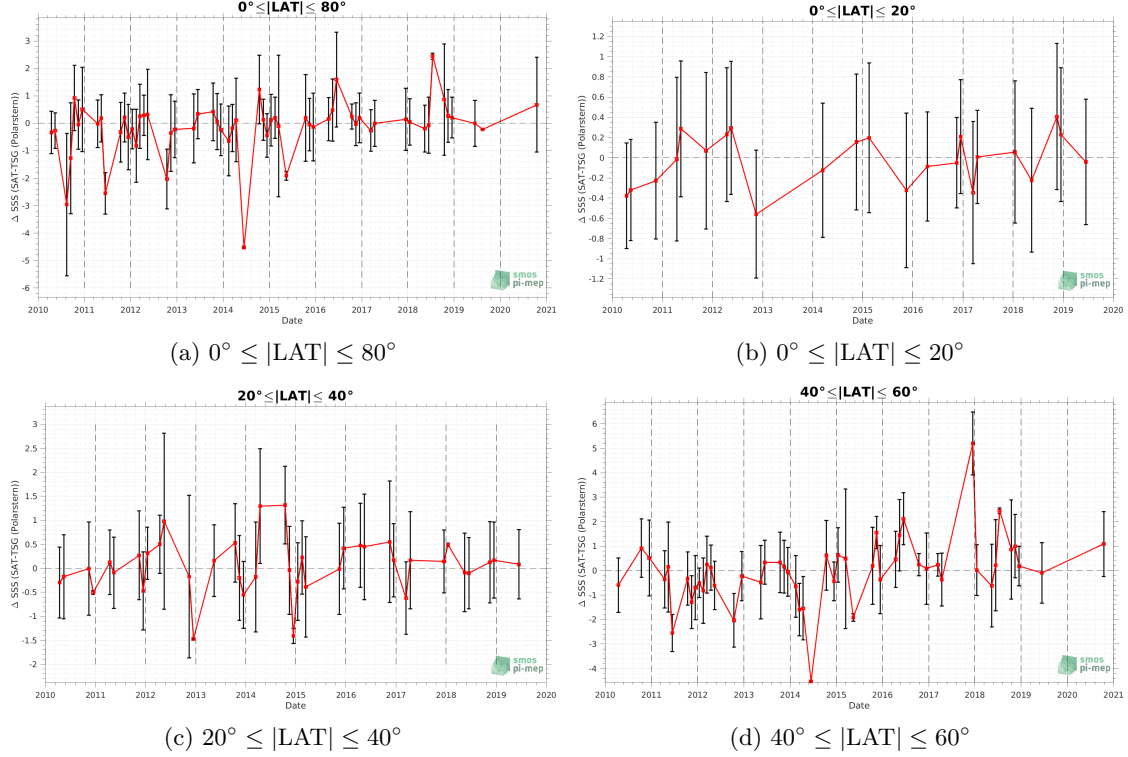 0°≤|LAT|≤ 80°
Δ SSS (SAT-TSG (Polarstern))
3
2
1
0
-1
-2
-3
-4
-5
-6
2010 2011 2012 2013 2014 2015 2016 2017 2018 2019 2020 2021
Date
smos
pi-mep
(a) 0° ≤ |LAT| ≤ 80°
0°≤|LAT|≤ 20°
Δ SSS (SAT-TSG (Polarstern))
1.2
1
0.8
0.6
0.4
0.2
0
-0.2
-0.4
-0.6
-0.8
-1
-1.2
2010 2011 2012 2013 2014 2015 2016 2017 2018 2019 2020
Date
smos
pi-mep
(b) 0° ≤ |LAT| ≤ 20°
20°≤|LAT|≤ 40°
Δ SSS (SAT-TSG (Polarstern))
3
2.5
2
1.5
1
0.5
0
-0.5
-1
-1.5
-2
2010 2011 2012 2013 2014 2015 2016 2017 2018 2019 2020
Date
smos
pi-mep
(c) 20° ≤ |LAT| ≤ 40°
40°≤|LAT|≤ 60°
Δ SSS (SAT-TSG (Polarstern))
6
5
4
3
2
1
0
-1
-2
-3
-4
2010 2011 2012 2013 2014 2015 2016 2017 2018 2019 2020 2021
Date
smos
pi-mep
(d) 40° ≤ |LAT| ≤ 60°